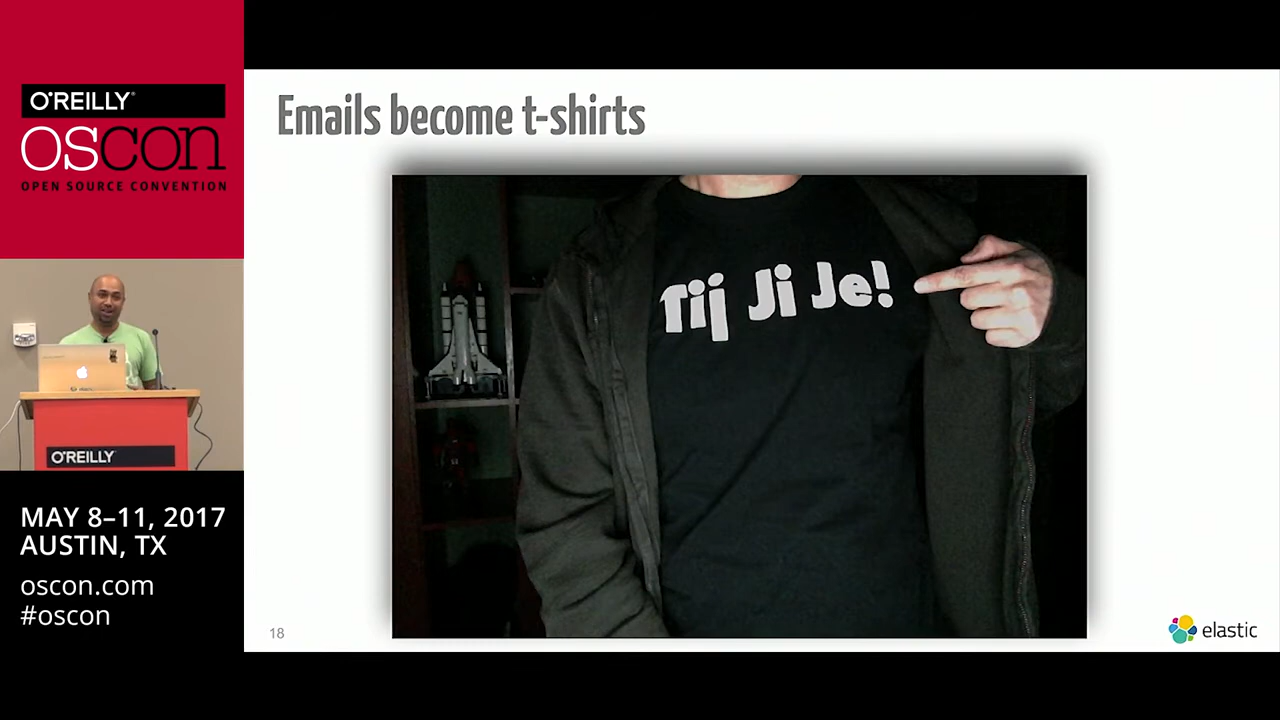 O'REILLY®
OSCON
OPEN SOURCE CONVENTION
O'REILLY®
MAY 8–11, 2017
AUSTIN, TX
oscon.com
#oscon
Emails become t-shirts
Tij Ji Je!
18
elastic